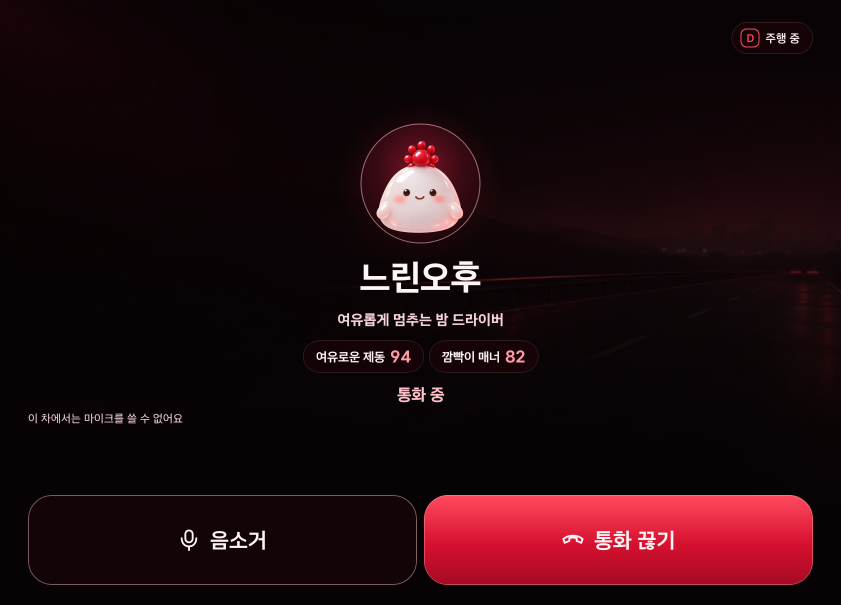 D 주행 중
느린오후
여유롭게 멈추는 밤 드라이버
여유로운 제동 94 깜빡이 매너 82
통화 중
이 차에서는 마이크를 쓸 수 없어요
음소거 통화 끊기